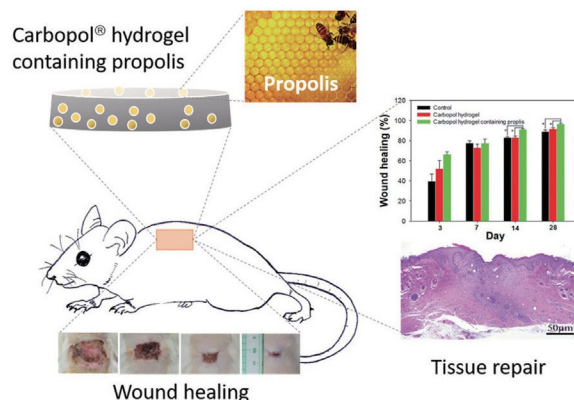 Carbopol® hydrogel
containing propolis
Propolis
Control
Carbopol hydrogel
Carbopol hydrogel containing proplis
Wound healing (%)
120
100
80
60
40
20
0
3 7 14 28
Day
50μm
Tissue repair
Wound healing